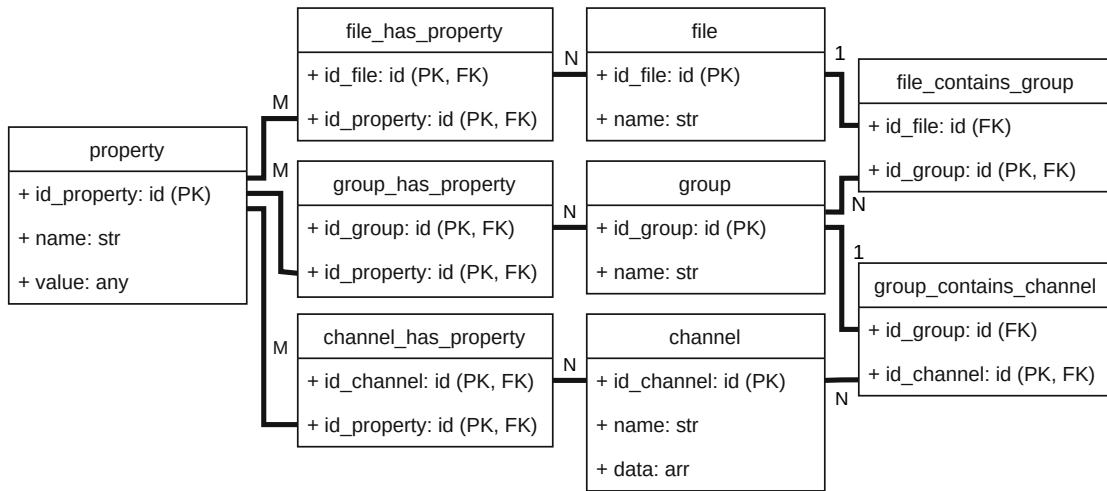 property
+ id_property: id (PK)
+ name: str
+ value: any
M
M
M
file_has_property
+ id_file: id (PK, FK)
+ id_property: id (PK, FK)
group_has_property
+ id_group: id (PK, FK)
+ id_property: id (PK, FK)
channel_has_property
+ id_channel: id (PK, FK)
+ id_property: id (PK, FK)
N
N
N
file
+ id_file: id (PK)
+ name: str
group
+ id_group: id (PK)
+ name: str
channel
+ id_channel: id (PK)
+ name: str
+ data: arr
1
N
1
N
file_contains_group
+ id_file: id (FK)
+ id_group: id (PK, FK)
group_contains_channel
+ id_group: id (FK)
+ id_channel: id (PK, FK)